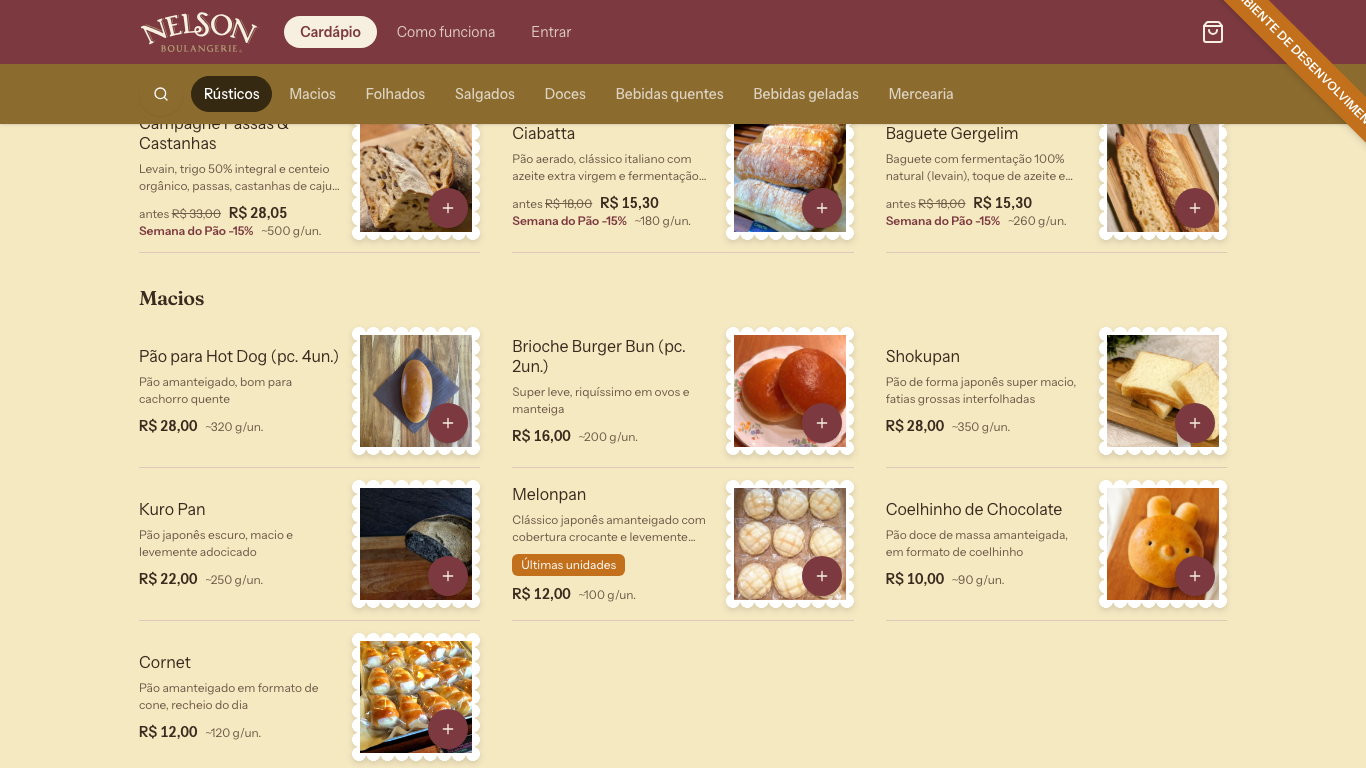 NELSON
BOULANGERIE.
Cardápio
Como funciona
Entrar
BIENTE DE DESENVOLVIMEN
Rústicos
Macios
Folhados
Salgados
Doces
Bebidas quentes
Bebidas geladas
Mercearia
Campagne Passas &
Castanhas
Levain, trigo 50% integral e centeio
orgânico, passas, castanhas de caju...
antes R$ 33,00 R$ 28,05
Semana do Pão -15% ~500 g/un.
Ciabatta
Pão aerado, clássico italiano com
azeite extra virgem e fermentação...
antes R$ 18,00 R$ 15,30
Semana do Pão -15% ~180 g/un.
Baguete Gergelim
Baguete com fermentação 100%
natural (levain), toque de azeite e...
antes R$ 18,00 R$ 15,30
Semana do Pão -15% ~260 g/un.
Macios
Pão para Hot Dog (pc. 4un.)
Pão amanteigado, bom para
cachorro quente
R$ 28,00 ~320 g/un.
Brioche Burger Bun (pc.
2un.)
Super leve, riquíssimo em ovos e
manteiga
R$ 16,00 ~200 g/un.
Shokupan
Pão de forma japonês super macio,
fatias grossas interfolhadas
R$ 28,00 ~350 g/un.
Kuro Pan
Pão japonês escuro, macio e
levemente adocicado
R$ 22,00 ~250 g/un.
Melonpan
Clássico japonês amanteigado com
cobertura crocante e levemente...
Últimas unidades
R$ 12,00 ~100 g/un.
Coelhinho de Chocolate
Pão doce de massa amanteigada,
em formato de coelhinho
R$ 10,00 ~90 g/un.
Cornet
Pão amanteigado em formato de
cone, recheio do dia
R$ 12,00 ~120 g/un.